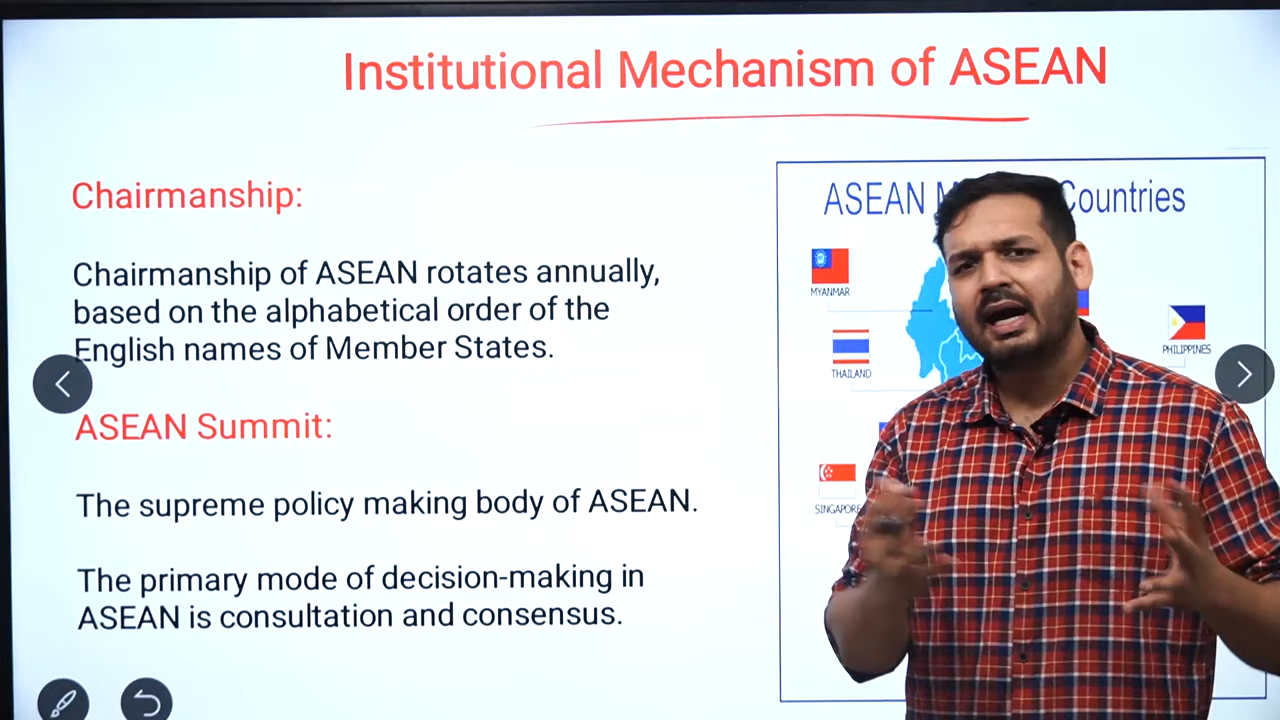 Institutional Mechanism of ASEAN
Chairmanship:
Chairmanship of ASEAN rotates annually,
based on the alphabetical order of the
English names of Member States.
ASEAN Summit:
The supreme policy making body of ASEAN.
The primary mode of decision-making in
ASEAN is consultation and consensus.
ASEAN Countries
MYANMAR
THAILAND
PHILIPPINES
SINGAPORE